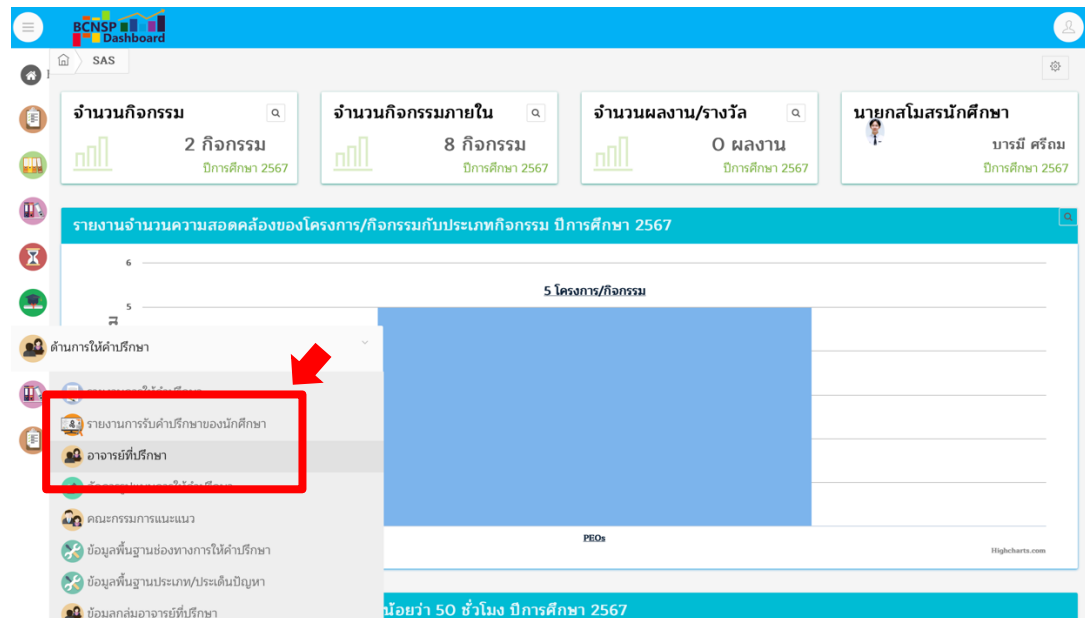 BCNSP
Dashboard
SAS
จำนวนกิจกรรม
2 กิจกรรม
ปีการศึกษา 2567
จำนวนกิจกรรมภายใน
8 กิจกรรม
ปีการศึกษา 2567
จำนวนผลงาน/รางวัล
0 ผลงาน
ปีการศึกษา 2567
นายกสโมสรนักศึกษา
บารมี ศรีถม
ปีการศึกษา 2567
รายงานจำนวนความสอดคล้องของโครงการ/กิจกรรมกับประเภทกิจกรรม ปีการศึกษา 2567
6
5 โครงการ/กิจกรรม
5
ด้านการให้คำปรึกษา
รายงานการรับคำปรึกษาของนักศึกษา
อาจารย์ที่ปรึกษา
คณะกรรมการแนะแนว
ข้อมูลพื้นฐานช่องทางการให้คำปรึกษา
ข้อมูลพื้นฐานประเภท/ประเด็นปัญหา
ข้อมูลกลุ่มอาจารย์ที่ปรึกษา
PEOs
Highcharts.com
น้อยว่า 50 ชั่วโมง ปีการศึกษา 2567